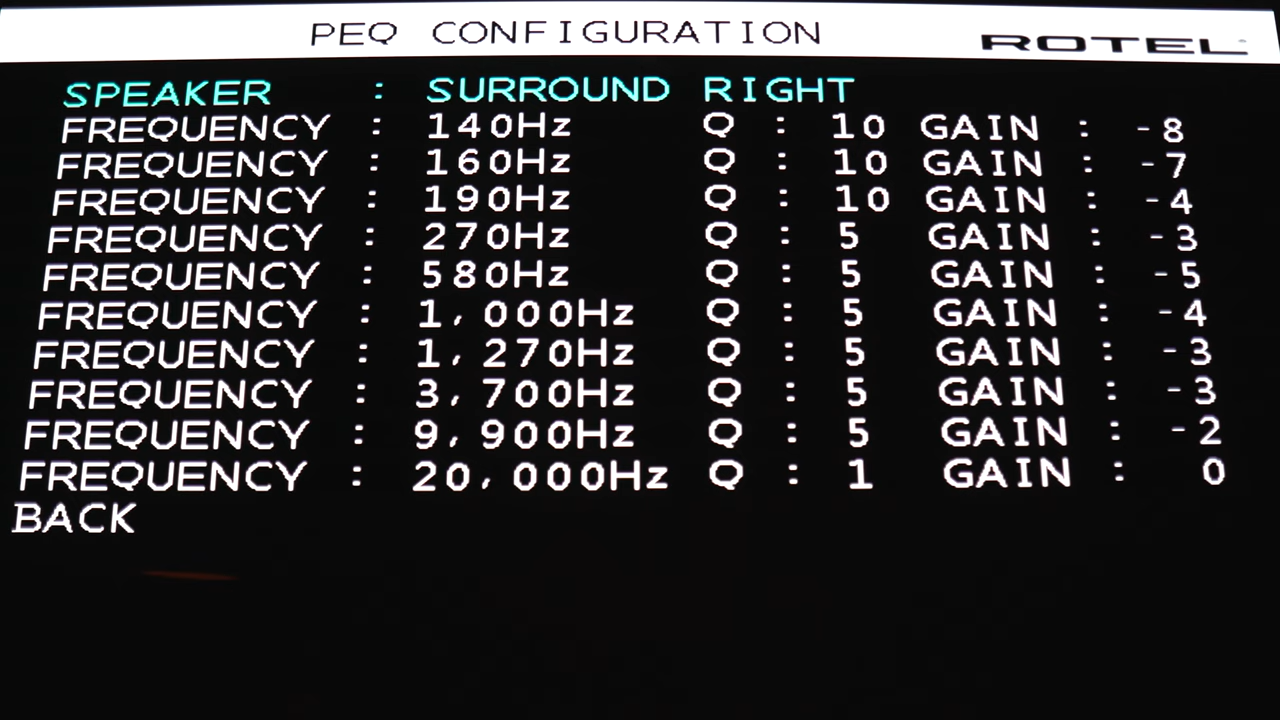 PEQ CONFIGURATION ROTEL
SPEAKER : SURROUND RIGHT
FREQUENCY : 140Hz Q : 10 GAIN : -8
FREQUENCY : 160Hz Q : 10 GAIN : -7
FREQUENCY : 190Hz Q : 10 GAIN : -4
FREQUENCY : 270Hz Q : 5 GAIN : -3
FREQUENCY : 580Hz Q : 5 GAIN : -5
FREQUENCY : 1,000Hz Q : 5 GAIN : -4
FREQUENCY : 1,270Hz Q : 5 GAIN : -3
FREQUENCY : 3,700Hz Q : 5 GAIN : -3
FREQUENCY : 9,900Hz Q : 5 GAIN : -2
FREQUENCY : 20,000Hz Q : 1 GAIN : 0
BACK